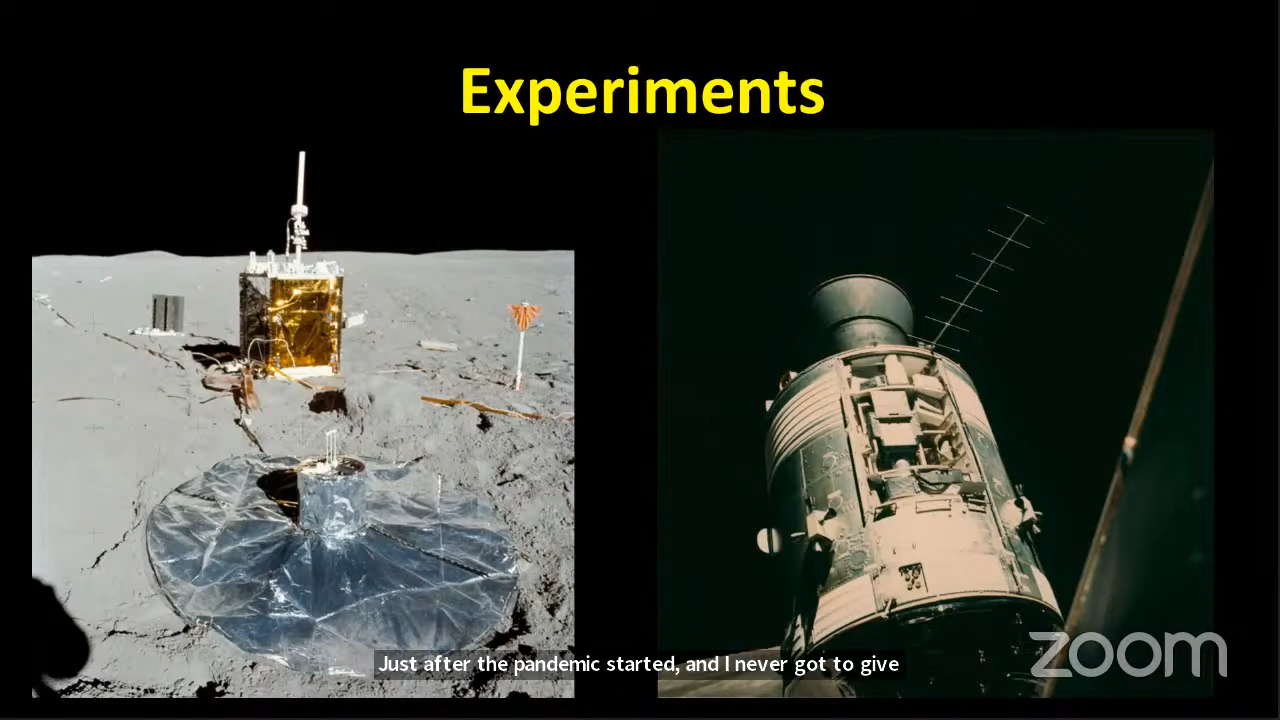 Experiments
Just after the pandemic started, and I never got to give
zoom